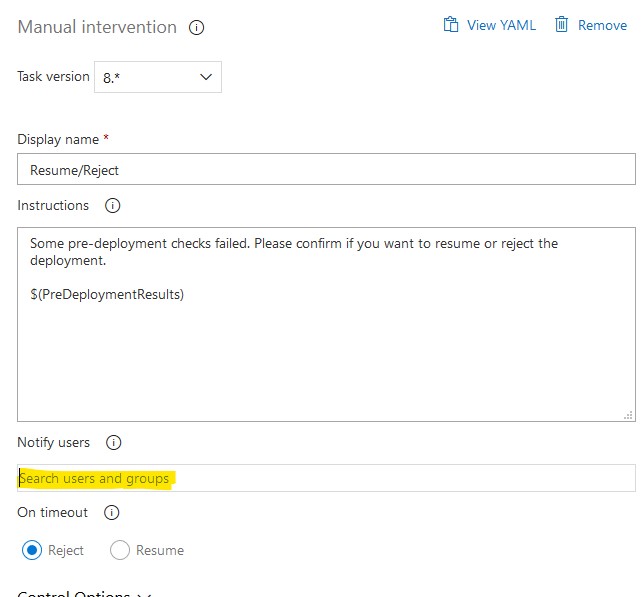 Manual intervention
View YAML
Remove
Task version
8.*
Display name *
Resume/Reject
Instructions
Some pre-deployment checks failed. Please confirm if you want to resume or reject the
deployment.
$(PreDeploymentResults)
Notify users
Search users and groups
On timeout
Reject
Resume
Control Options